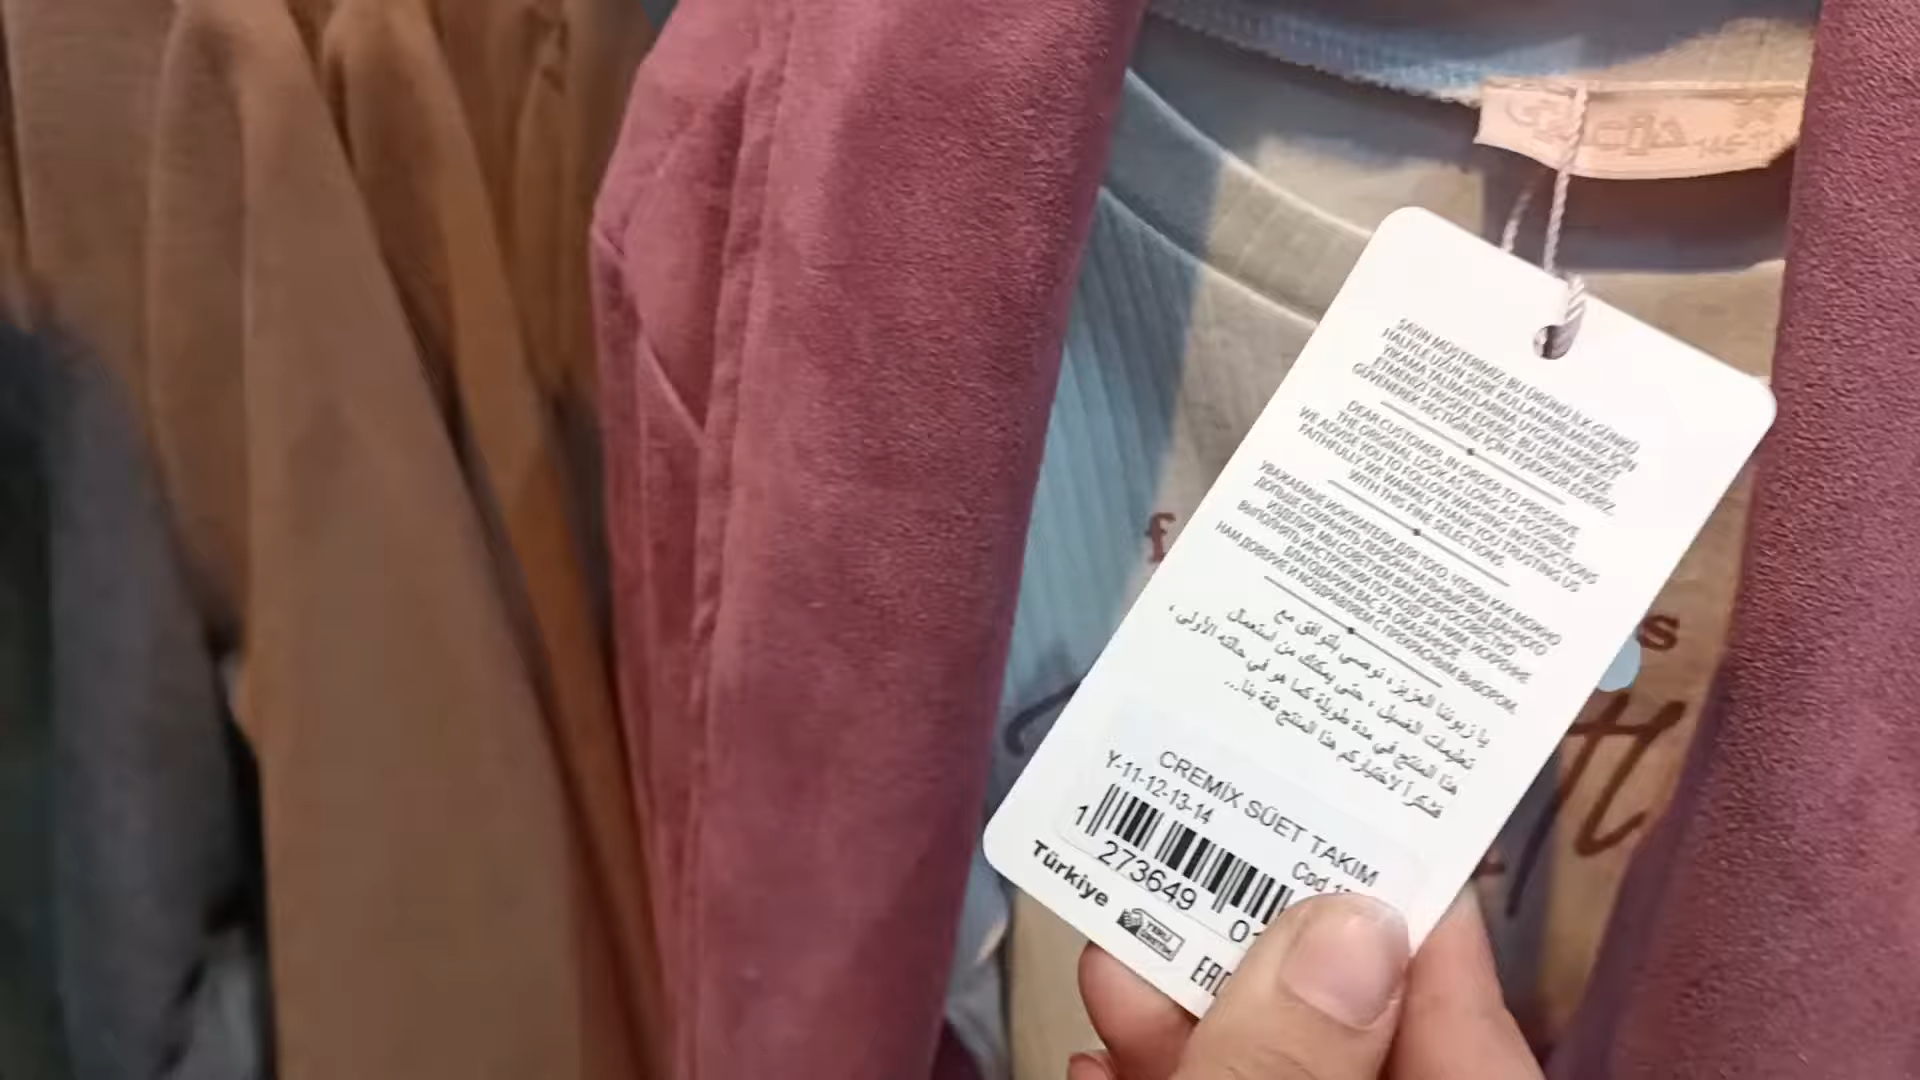 SAYIN MÜŞTERİMİZ; BU ÜRÜNÜ İLK GÜNKÜ
HALİYLE UZUN SÜRE KULLANABİLMENİZ İÇİN
YIKAMA TALİMATLARINA UYGUN HAREKET
ETMENİZİ TAVSİYE EDERİZ. BU ÜRÜNÜ BİZE
GÜVENEREK SEÇTİĞİNİZ İÇİN TEŞEKKÜR EDERİZ.
DEAR CUSTOMER, IN ORDER TO PRESERVE
THE ORIGINAL LOOK AS LONG AS POSSIBLE,
WE ADVISE YOU TO FOLLOW WASHING INSTRUCTIONS
FAITHFULLY. WE WARMLY THANK YOU TRUSTING US
WITH THIS FINE SELECTIONS.
УВАЖАЕМЫЕ ПОКУПАТЕЛИ ДЛЯ ТОГО, ЧТОБЫ КАК МОЖНО
ДОЛЬШЕ СОХРАНИТЬ ПЕРВОНАЧАЛЬНЫЙ ВИД ДАННОГО
ИЗДЕЛИЯ, МЫ СОВЕТУЕМ ВАМ ДОБРОСОВЕСТНО
ВЫПОЛНЯТЬ ИНСТРУКЦИИ ПО УХОДУ ЗА НИМ. ИСКРЕННЕ
БЛАГОДАРИМ ВАС ЗА ОКАЗАННОЕ
НАМ ДОВЕРИЕ И ПОЗДРАВЛЯЕМ С ПРЕКРАСНЫМ ВЫБОРОМ.
يا زبوننا العزيز ، نوصي بالتوافق مع
تعليمات الغسيل ، حتى يمكنك من استعمال
هذا المنتج في مدة طويلة كما هو في حالته الأولى ،
شكرا لاختياركم هذا المنتج ثقة بنا...
CREMİX SÜET TAKIM
Y-11-12-13-14
Cod
1 273649 0
Türkiye
YERLİ ÜRETİM
EAC